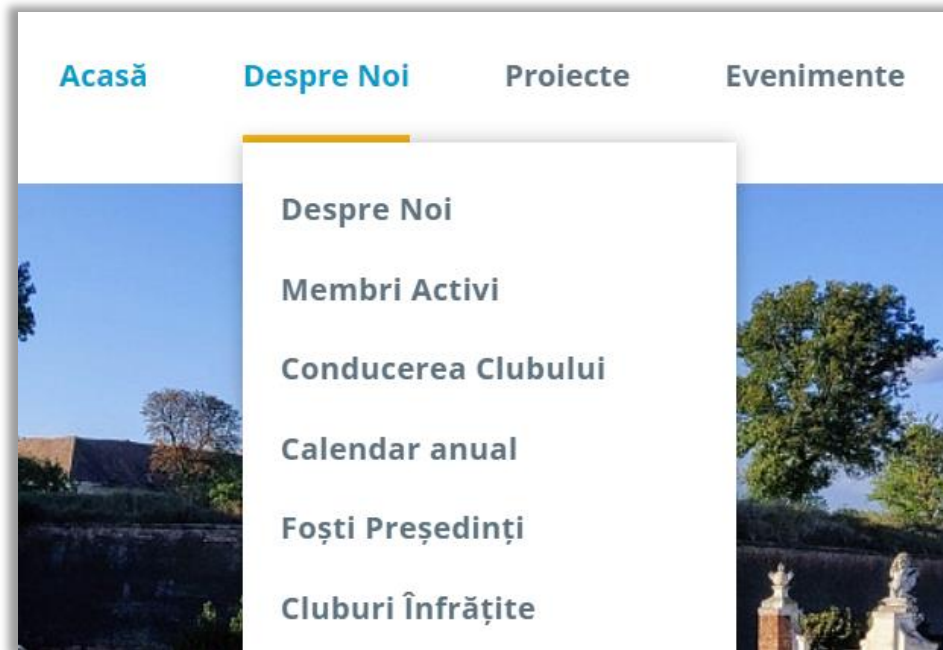 Acasă Despre Noi Proiecte Evenimente
Despre Noi
Membri Activi
Conducerea Clubului
Calendar anual
Foști Președinți
Cluburi Înfrățite